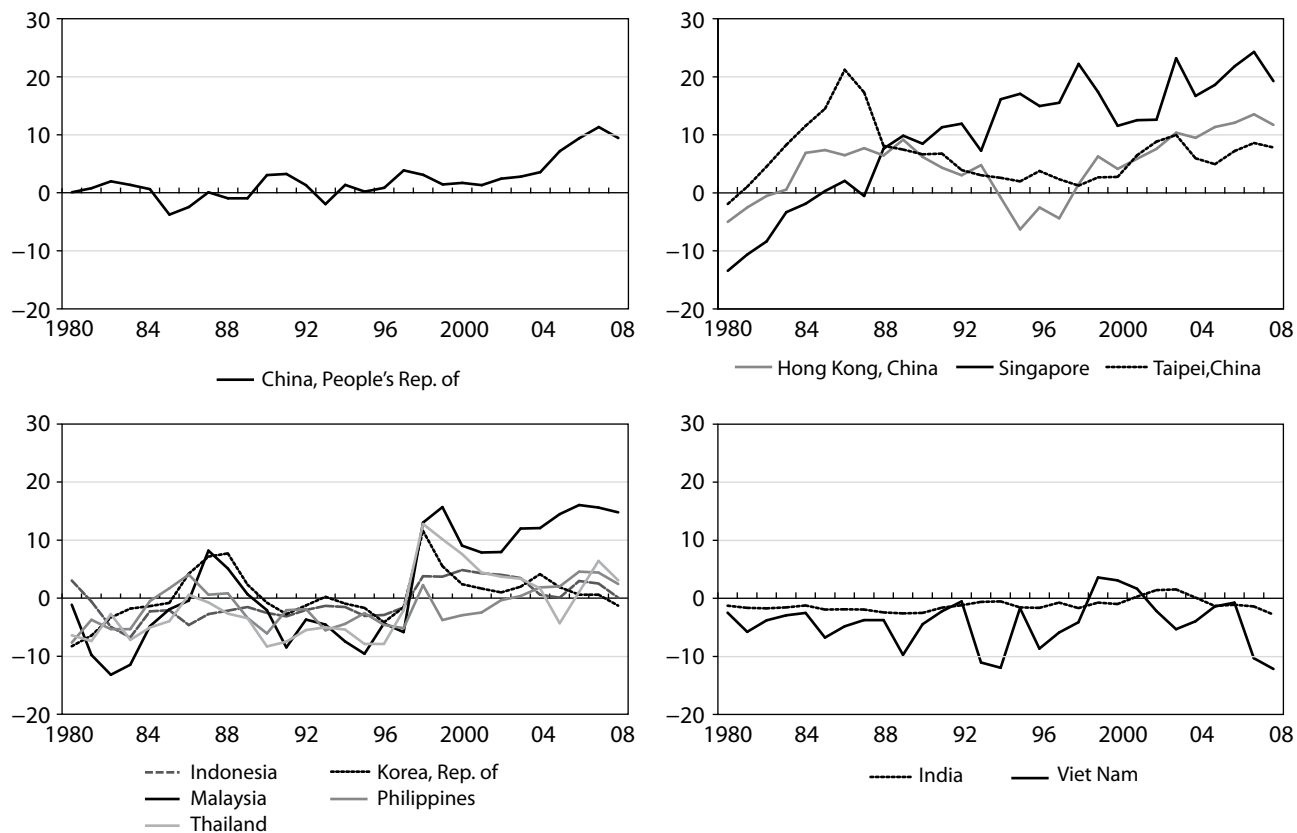 30
20
10
0
−10
−20
1980 84 88 92 96 2000 04 08
China, People's Rep. of
30
20
10
0
−10
−20
1980 84 88 92 96 2000 04 08
Hong Kong, China Singapore Taipei,China
30
20
10
0
−10
−20
1980 84 88 92 96 2000 04 08
Indonesia Korea, Rep. of
Malaysia Philippines
Thailand
30
20
10
0
−10
−20
1980 84 88 92 96 2000 04 08
India Viet Nam